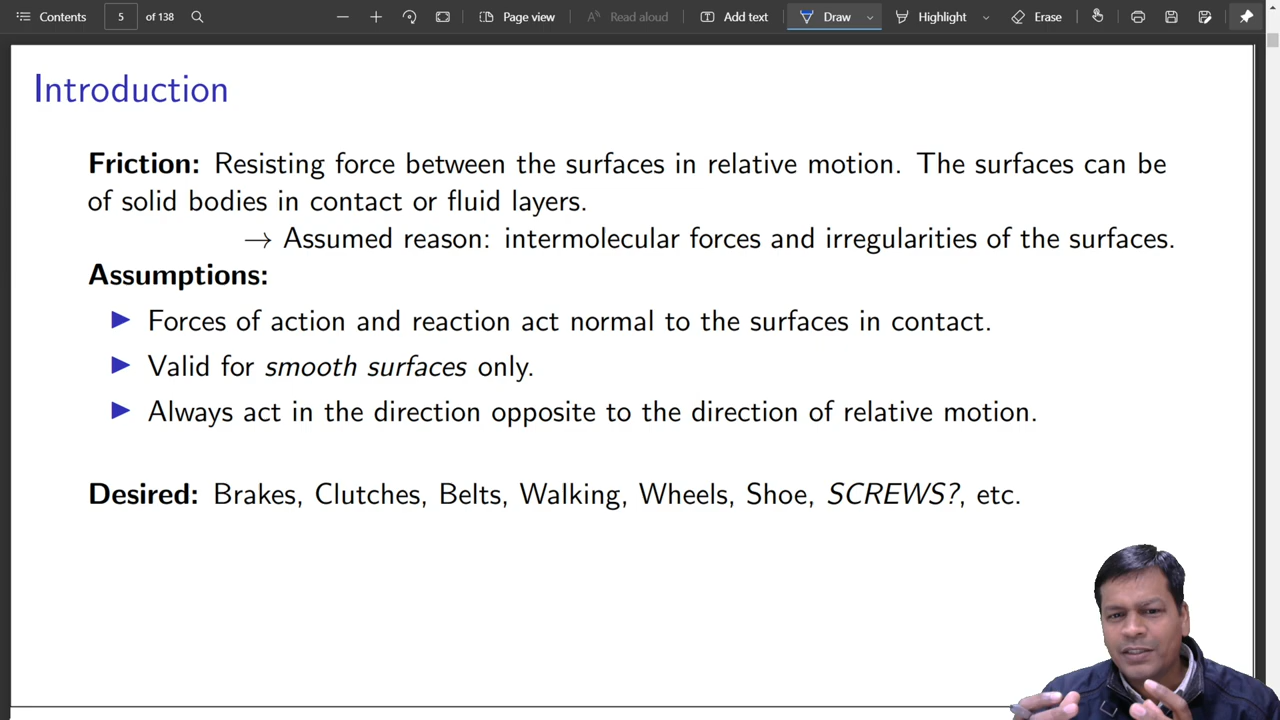 Contents 5 of 138 Page view Read aloud Add text Draw Highlight Erase
Introduction
Friction: Resisting force between the surfaces in relative motion. The surfaces can be
of solid bodies in contact or fluid layers.
→ Assumed reason: intermolecular forces and irregularities of the surfaces.
Assumptions:
▶ Forces of action and reaction act normal to the surfaces in contact.
▶ Valid for smooth surfaces only.
▶ Always act in the direction opposite to the direction of relative motion.
Desired: Brakes, Clutches, Belts, Walking, Wheels, Shoe, SCREWS?, etc.